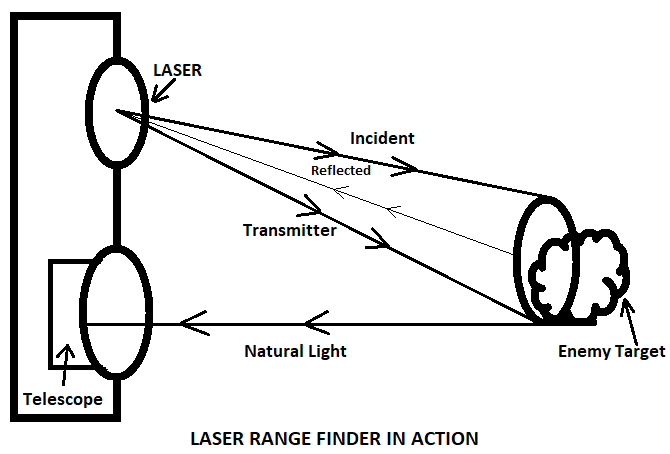 LASER
Incident
Reflected
Transmitter
Natural Light
Enemy Target
Telescope
LASER RANGE FINDER IN ACTION